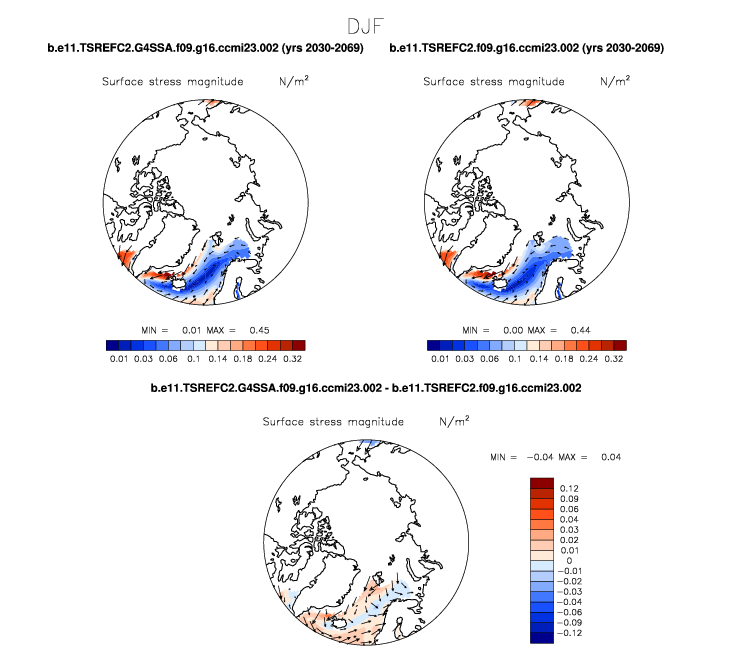 DJF
b.e11.TSREFC2.G4SSA.f09.g16.ccmi23.002 (yrs 2030-2069)
b.e11.TSREFC2.f09.g16.ccmi23.002 (yrs 2030-2069)
Surface stress magnitude N/m²
Surface stress magnitude N/m²
MIN = 0.01 MAX = 0.45
MIN = 0.00 MAX = 0.44
0.01 0.03 0.06 0.1 0.14 0.18 0.24 0.32
0.01 0.03 0.06 0.1 0.14 0.18 0.24 0.32
b.e11.TSREFC2.G4SSA.f09.g16.ccmi23.002 - b.e11.TSREFC2.f09.g16.ccmi23.002
Surface stress magnitude N/m²
MIN = −0.04 MAX = 0.04
0.12
0.09
0.06
0.04
0.03
0.02
0.01
0
−0.01
−0.02
−0.03
−0.04
−0.06
−0.09
−0.12